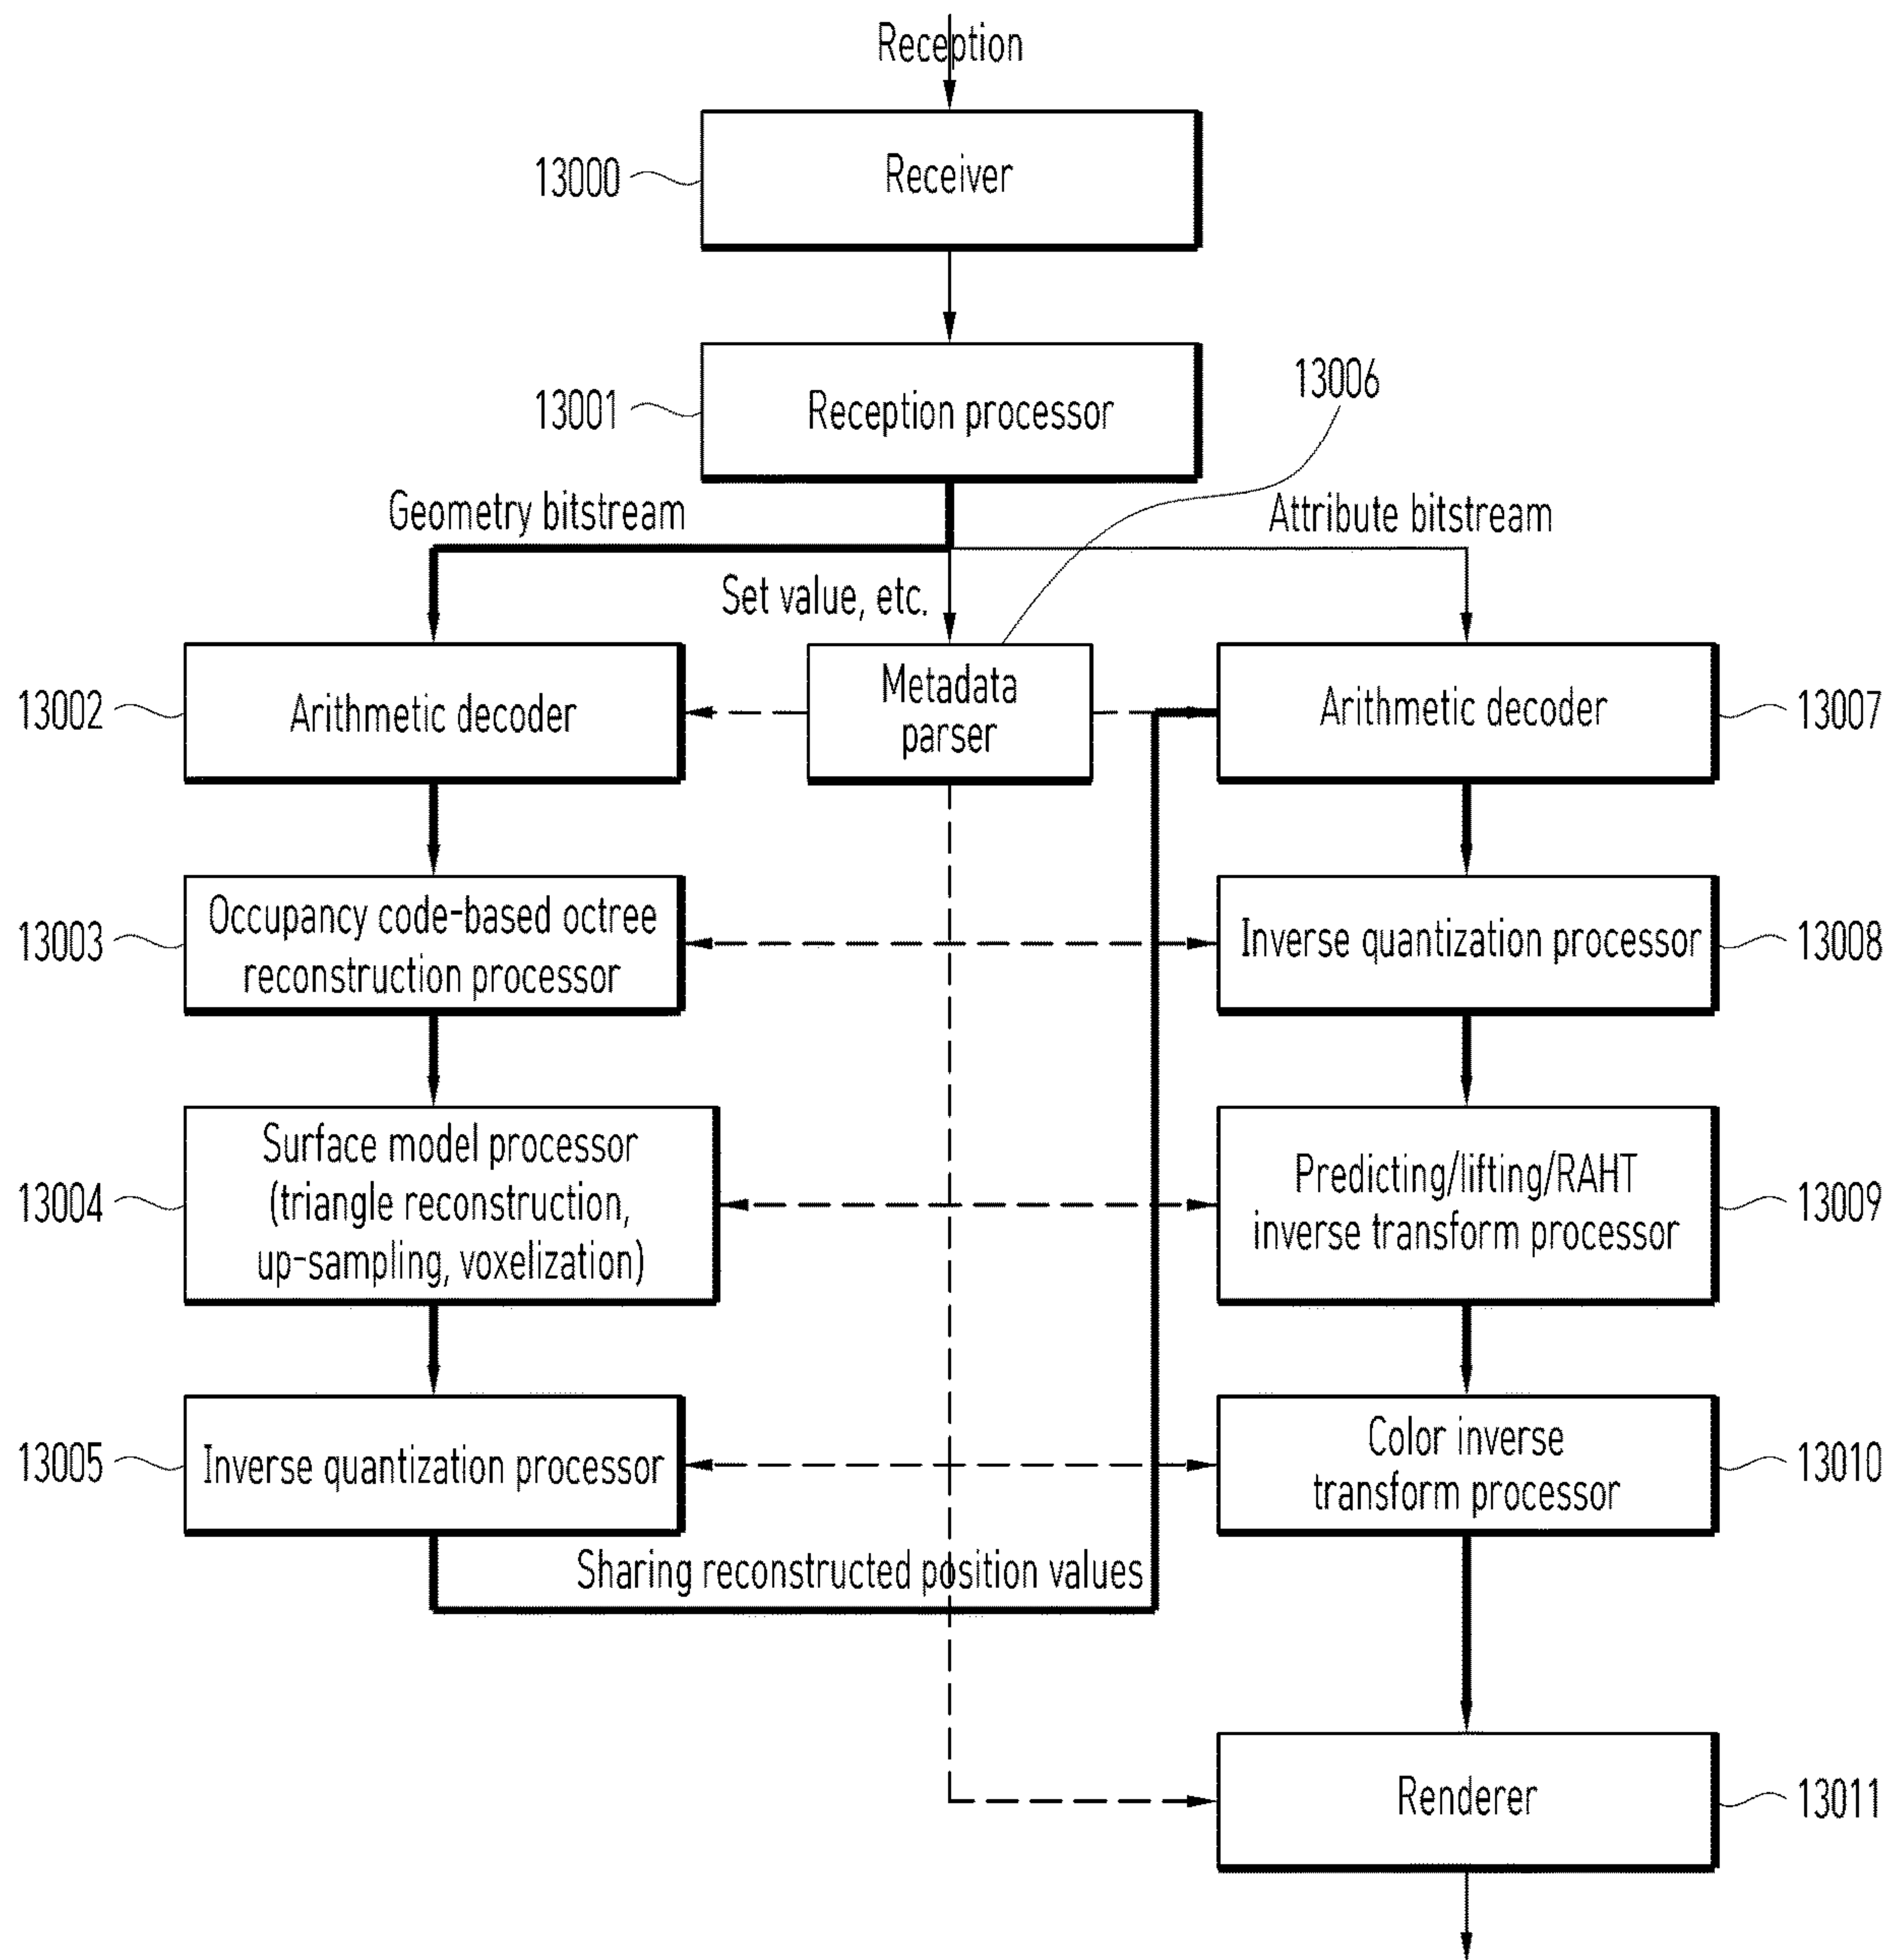 Reception
13000
Receiver
13001
Reception processor
13006
Geometry bitstream
Attribute bitstream
Set value, etc.
13002
Arithmetic decoder
Metadata
parser
Arithmetic decoder
13007
13003
Occupancy code-based octree
reconstruction processor
Inverse quantization processor
13008
13004
Surface model processor
(triangle reconstruction,
up-sampling, voxelization)
Predicting/lifting/RAHT
inverse transform processor
13009
13005
Inverse quantization processor
Color inverse
transform processor
13010
Sharing reconstructed position values
Renderer
13011